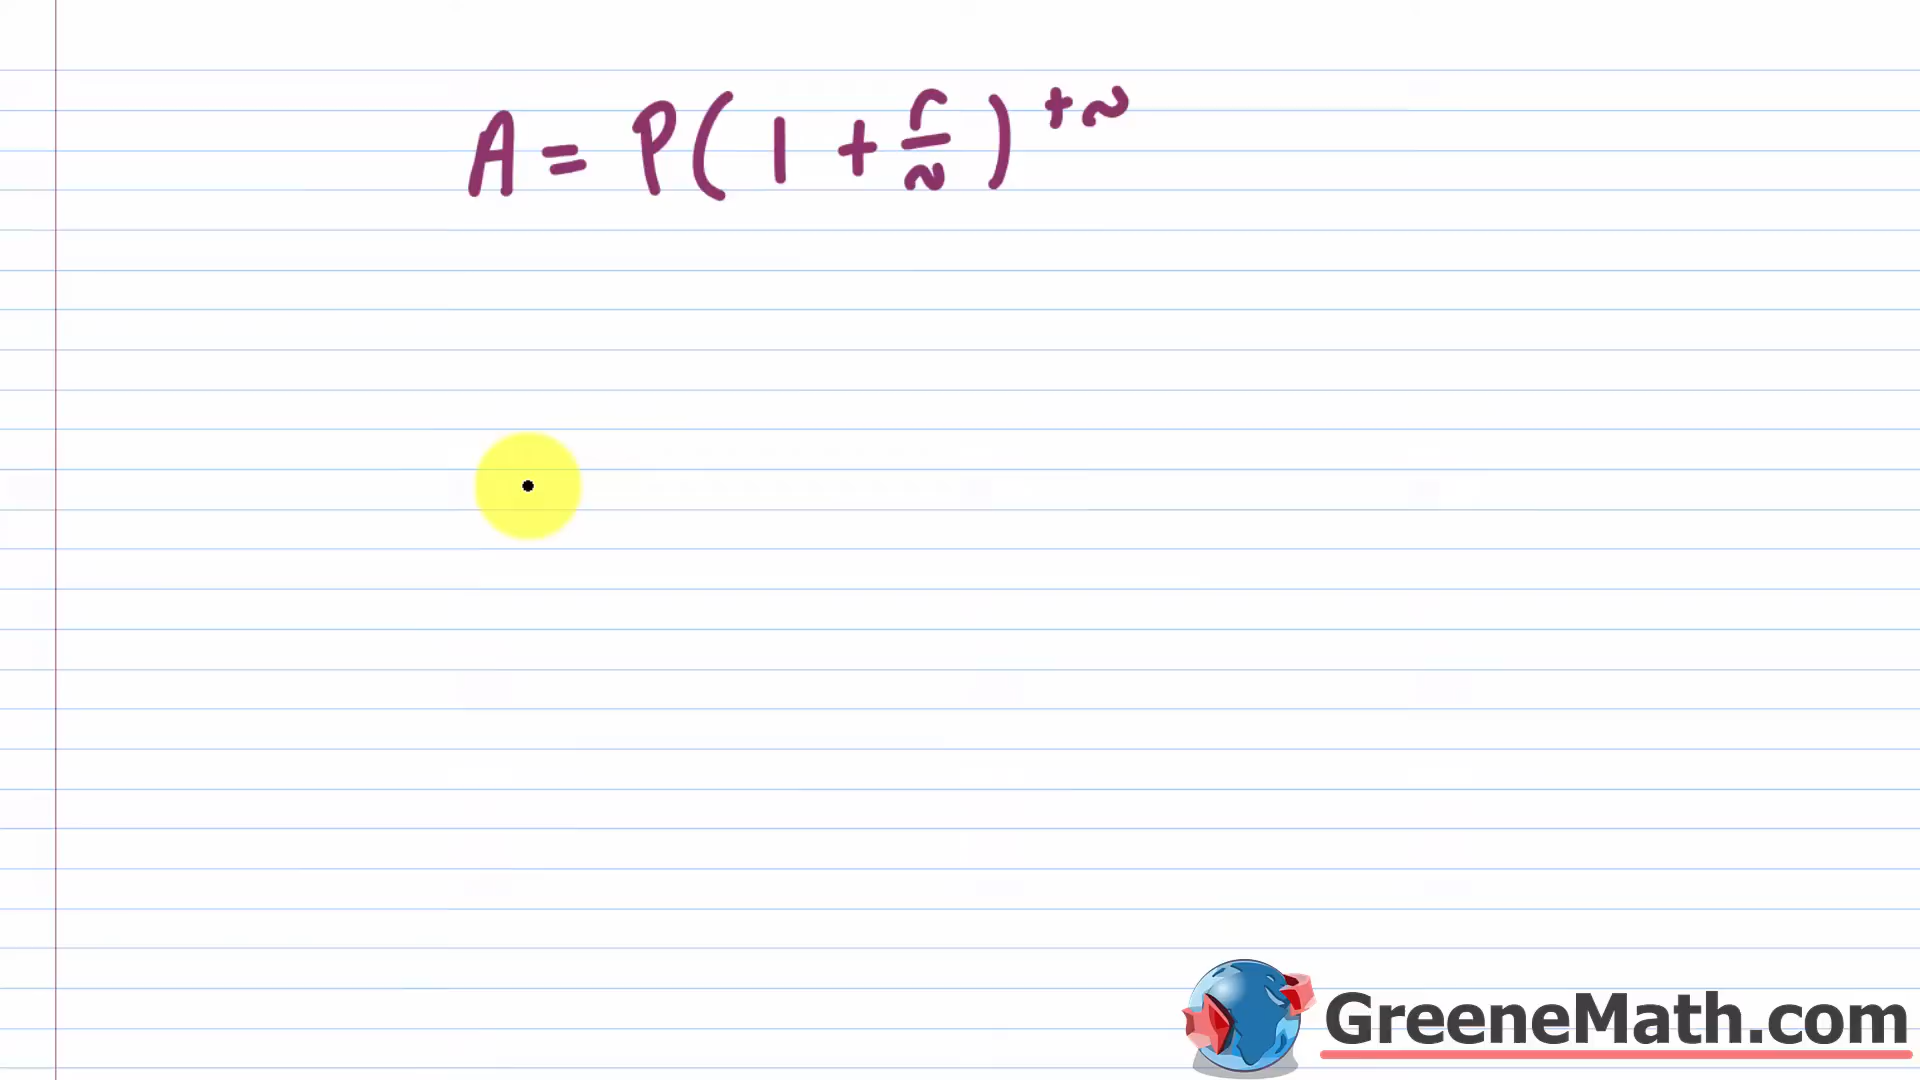 A = P(1 + r/n)^tn
GreeneMath.com